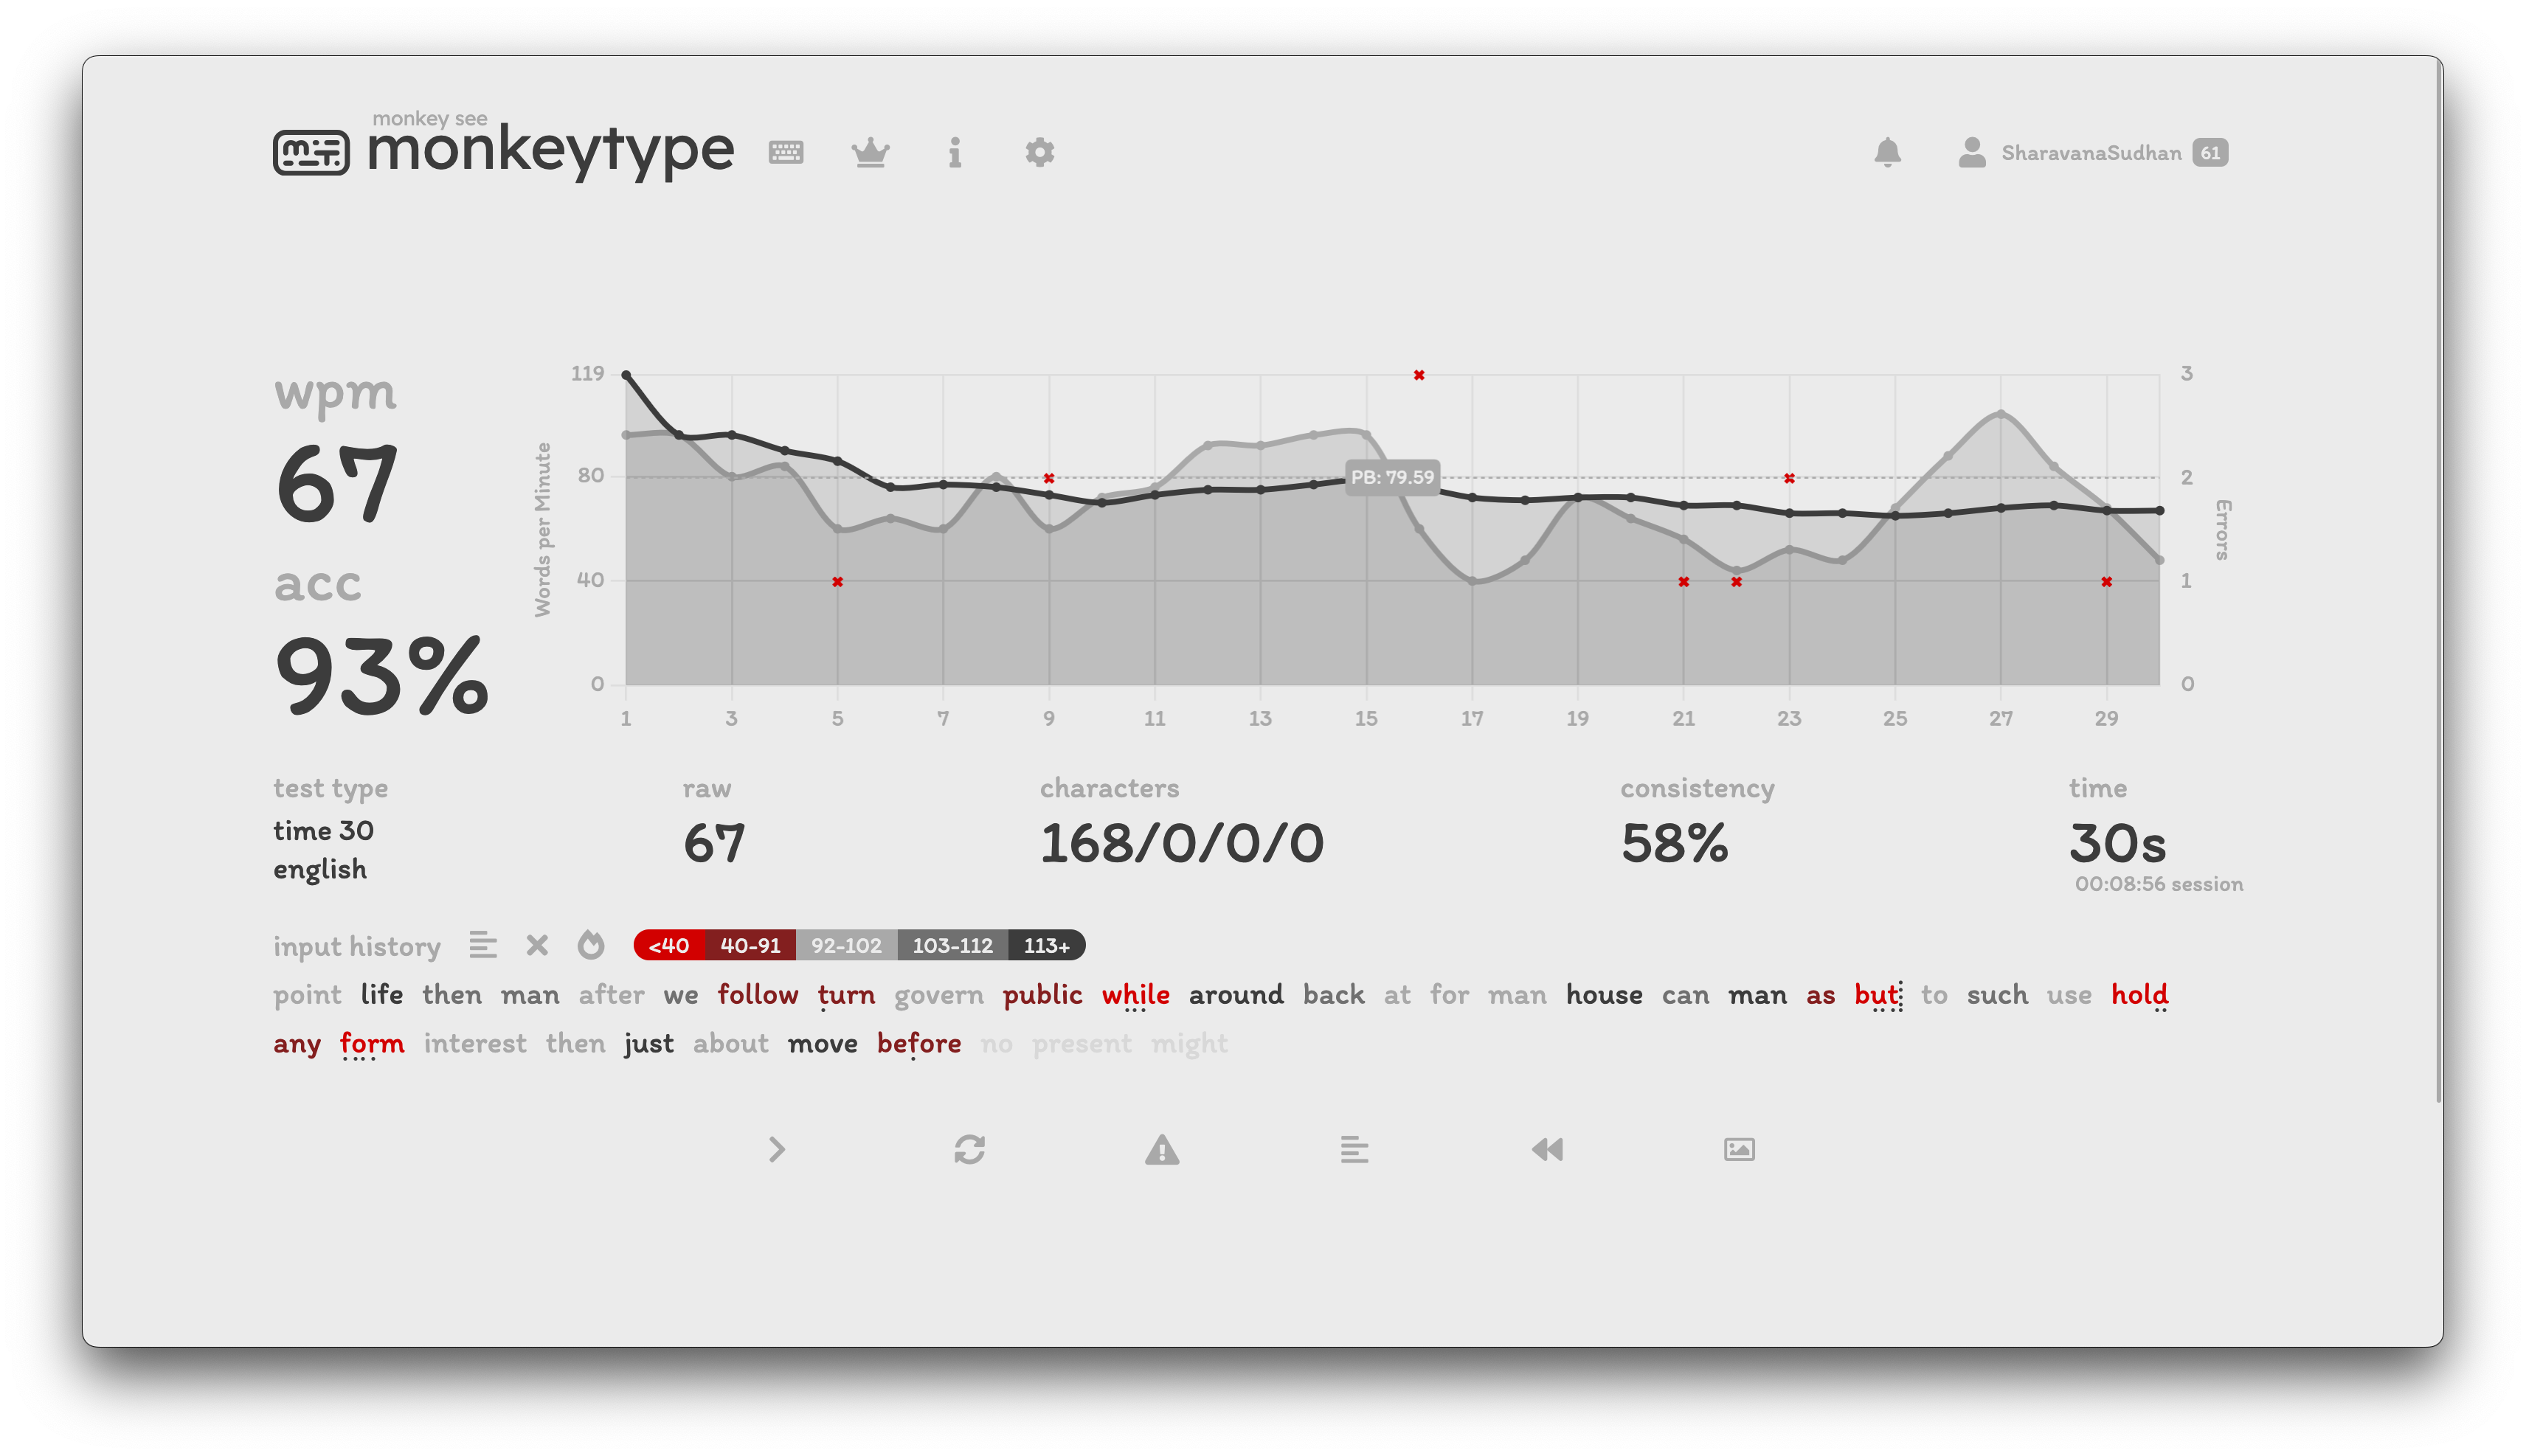 monkey see
monkeytype
SharavanaSudhan 61
wpm
67
acc
93%
Words per Minute
119
80
40
0
PB: 79.59
3
2
1
0
Errors
1 3 5 7 9 11 13 15 17 19 21 23 25 27 29
test type
time 30
english
raw
67
characters
168/0/0/0
consistency
58%
time
30s
00:08:56 session
input history <40 40-91 92-102 103-112 113+
point life then man after we follow turn govern public while around back at for man house can man as but to such use hold
any form interest then just about move before no present might